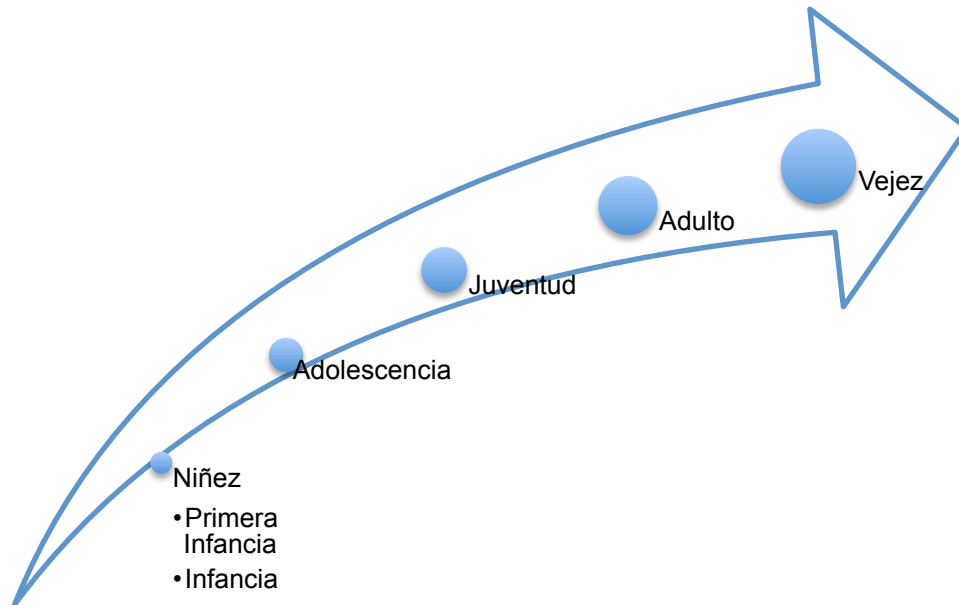 Vejez
Adulto
Juventud
Adolescencia
Niñez
•Primera
Infancia
•Infancia